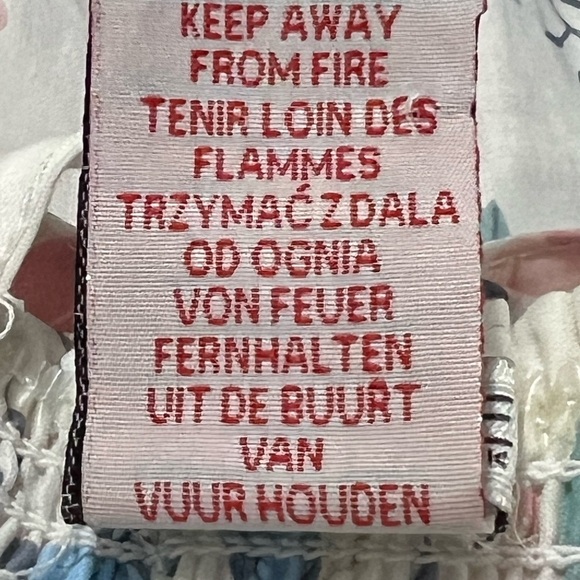 KEEP AWAY
FROM FIRE
TENIR LOIN DES
FLAMMES
TRZYMAĆ Z DALA
OD OGNIA
VON FEUER
FERNHALTEN
UIT DE BUURT
VAN
VUUR HOUDEN